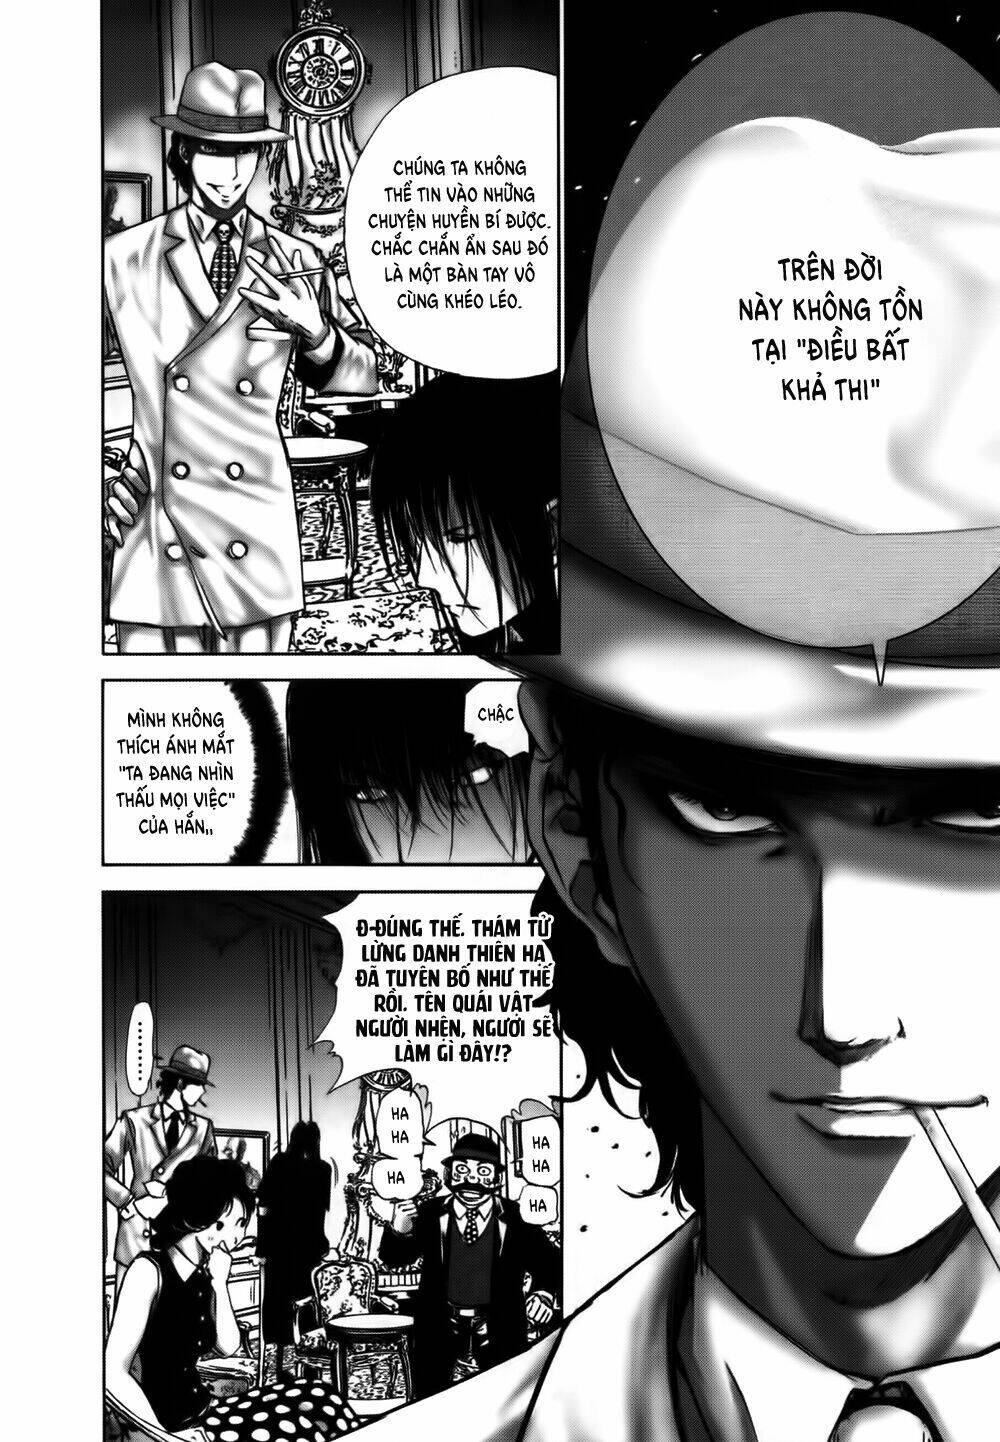 TRÊN ĐỜI
NÀY KHÔNG TỒN
TẠI "ĐIỀU BẤT
KHẢ THI"
CHÚNG TA KHÔNG
THỂ TIN VÀO NHỮNG
CHUYỆN HUYỀN BÍ ĐƯỢC.
CHẮC CHẮN ẨN SAU ĐÓ
LÀ MỘT BÀN TAY VÔ
CÙNG KHÉO LÉO.
CHẬC
MÌNH KHÔNG
THÍCH ÁNH MẮT
"TA ĐANG NHÌN
THẤU MỌI VIỆC"
CỦA HẮN,,
Đ-ĐÚNG THẾ. THÁM TỬ
LỪNG DANH THIÊN HẠ
ĐÃ TUYÊN BỐ NHƯ THẾ
RỒI. TÊN QUÁI VẬT
NGƯỜI NHỆN, NGƯƠI SẼ
LÀM GÌ ĐÂY!?
HA
HA
HA
HA
HA
HA
........